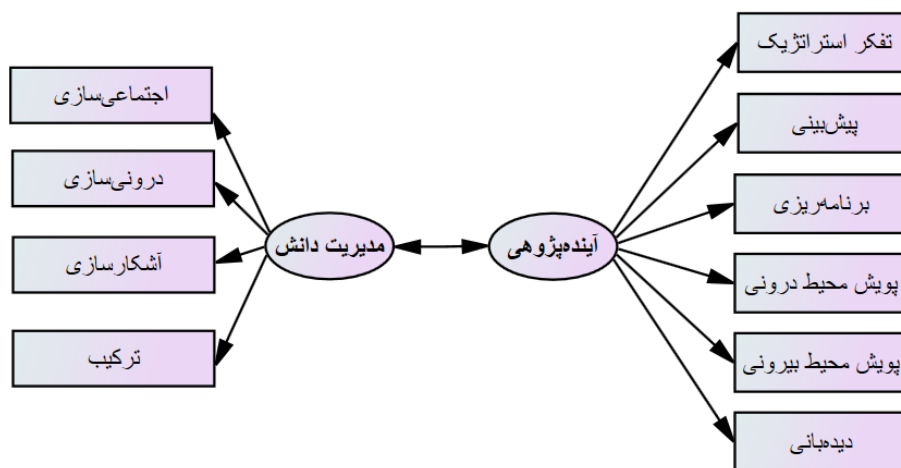 تفکر استراتژیک
پیش‌بینی
برنامه‌ریزی
پویش محیط درونی
پویش محیط بیرونی
دیده‌بانی
آینده‌پژوهی
مدیریت دانش
اجتماعی‌سازی
درونی‌سازی
آشکارسازی
ترکیب